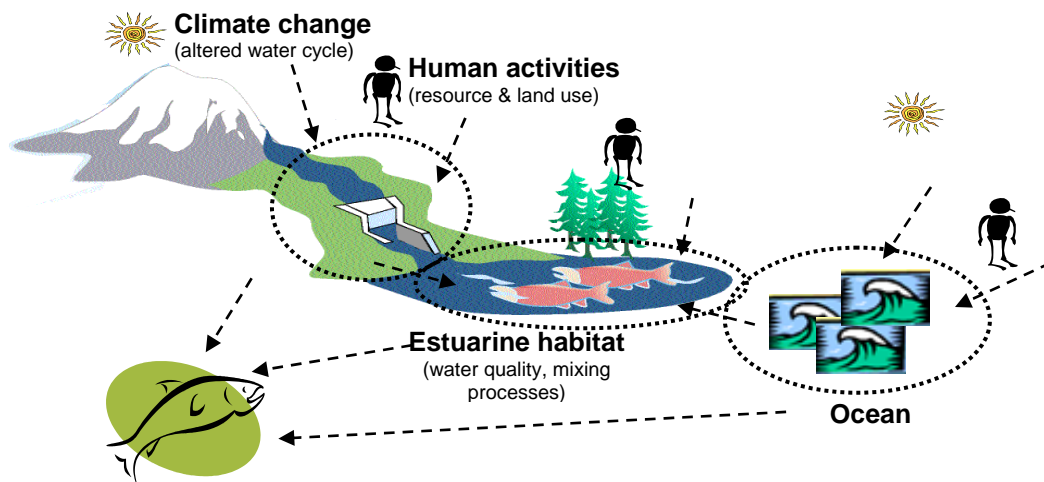 Climate change
(altered water cycle)
Human activities
(resource & land use)
Estuarine habitat
(water quality, mixing
processes)
Ocean